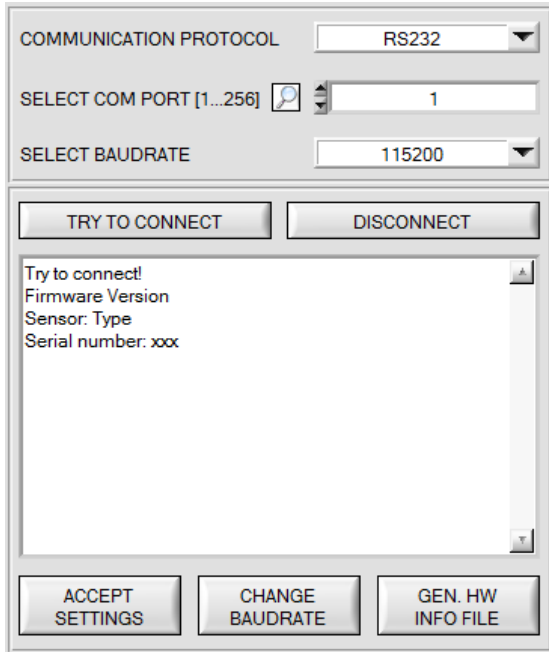 COMMUNICATION PROTOCOL RS232
SELECT COM PORT [1...256] 1
SELECT BAUDRATE 115200
TRY TO CONNECT DISCONNECT
Try to connect!
Firmware Version
Sensor: Type
Serial number: xxx
ACCEPT SETTINGS CHANGE BAUDRATE GEN. HW INFO FILE